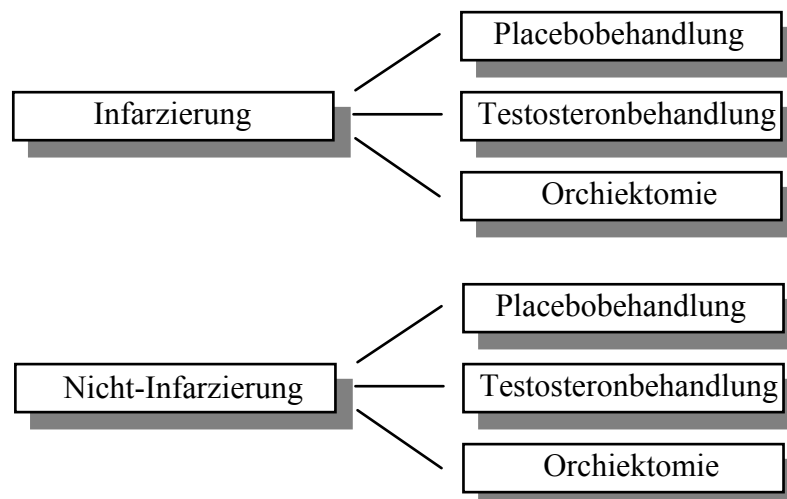 Placebobehandlung
Infarzierung
Testosteronbehandlung
Orchiektomie
Placebobehandlung
Nicht-Infarzierung
Testosteronbehandlung
Orchiektomie